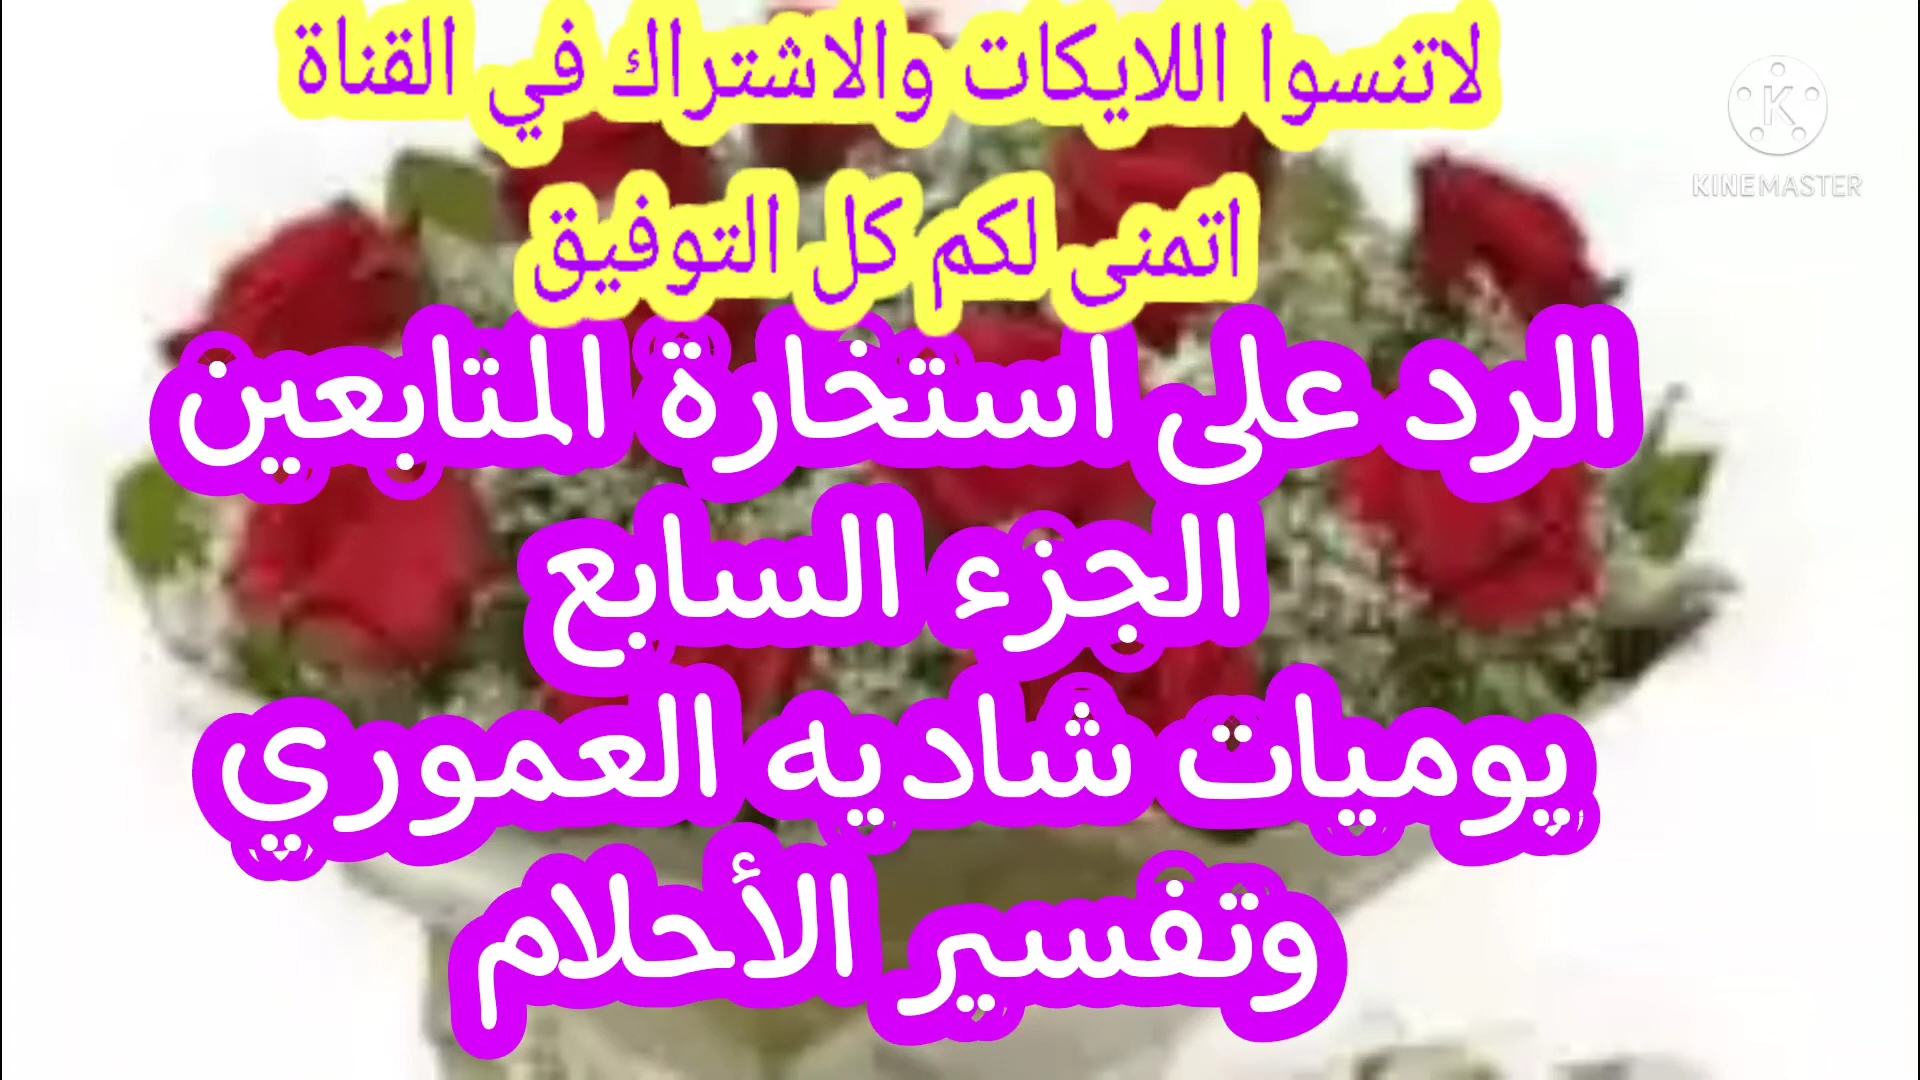 لاتنسوا اللايكات والاشتراك في القناة
اتمنى لكم كل التوفيق
الرد على استخارة المتابعين
الجزء السابع
يوميات شاديه العموري
وتفسير الأحلام
K
KINEMASTER